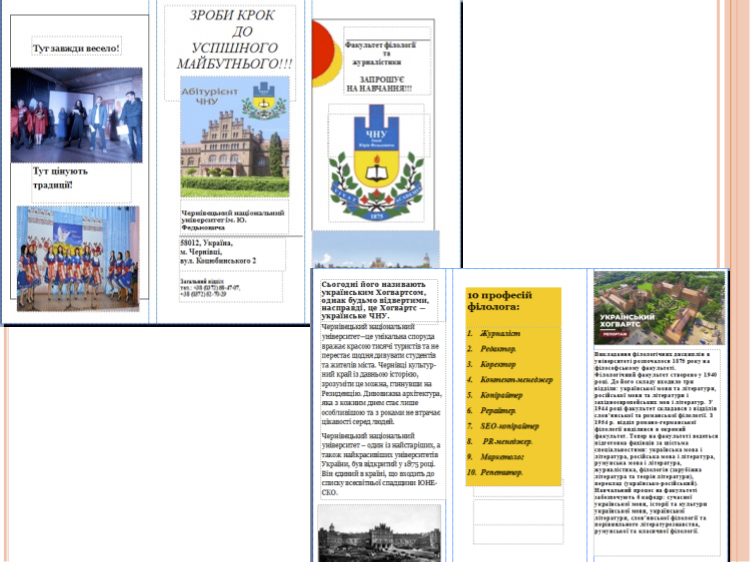 Тут завжди весело!
Тут цінують
традиції!
ЗРОБИ КРОК
ДО
УСПІШНОГО
МАЙБУТНЬОГО!!!
Абітурієнт
ЧНУ
Чернівецький національний
університет ім. Ю.
Федьковича
58012, Україна,
м. Чернівці,
вул. Коцюбинського 2
Загальний відділ
тел.: +38 (0372)
+38 (0372)
Факультет філології
та
журналістики
ЗАПРОШУЄ
НА НАВЧАННЯ!!!
ЧНУ
1875
Сьогодні його називають
українським Хогвартсом,
однак будьмо відвертими,
насправді, це Хогвартс –
українське ЧНУ.
Чернівецький національний
університет–це унікальна споруда
вражає красою тисячі туристів та не
перестає щодня дивувати студентів
та жителів міста. Чернівці культур-
ний край із давньою історією,
зрозуміти це можна, глянувши на
Резиденцію. Дивовижна архітектура,
яка з кожним днем стає лише
особливішою та з роками не втрачає
цікавості серед людей.
Чернівецький національний
університет – один із найстаріших, а
також найкрасивіших університетів
України, був відкритий у 1875 році.
Він єдиний в країні, що входить до
списку всесвітньої спадщини ЮНЕ-
СКО.
10 професій
філолога:
1. Журналіст
2. Редактор.
3. Коректор
4. Контент-менеджер
5. Копірайтер
6. Рерайтер.
7. SEO-копірайтер
8. PR-менеджер.
9. Маркетолог
10. Репетитор.
УКРАЇНСЬКИЙ
ХОГВАРТС
РЕПОРТАЖ
Викладання філологічних дисциплін в
університеті розпочалося 1875 року на
філософському факультеті.
Філологічний факультет створено у 1940
році. До його складу входило три
відділи: української мови та літератури,
російської мови та літератури і
західноєвропейських мов і літератур. У
1944 році факультет складався з відділів
слов'янської та романської філології. З
1904 р. відділ романо-германської
філології виділився в окремий
факультет. Тепер на факультеті ведеться
підготовка фахівців за шістьма
спеціальностями: українська мова і
література, російська мова і література,
румунська мова і література,
журналістика, філологія (зарубіжна
література та теорія літератури),
переклад (українсько-російський).
Навчальний процес на факультеті
забезпечують 6 кафедр: сучасної
української мови, історії та культури
української мови, української
літератури, слов'янської філології та
порівняльного літературознавства,
румунської та класичної філології.